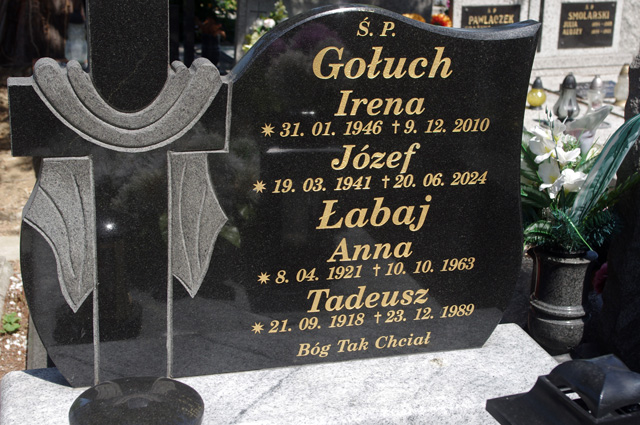 Ś. P.
Gołuch
Irena
✷ 31. 01. 1946 † 9. 12. 2010
Józef
✷ 19. 03. 1941 † 20. 06. 2024
Łabaj
Anna
✷ 8. 04. 1921 † 10. 10. 1963
Tadeusz
✷ 21. 09. 1918 † 23. 12. 1989
Bóg Tak Chciał
PAWLACZEK
Ś P
SMOLARSKI
JULIA